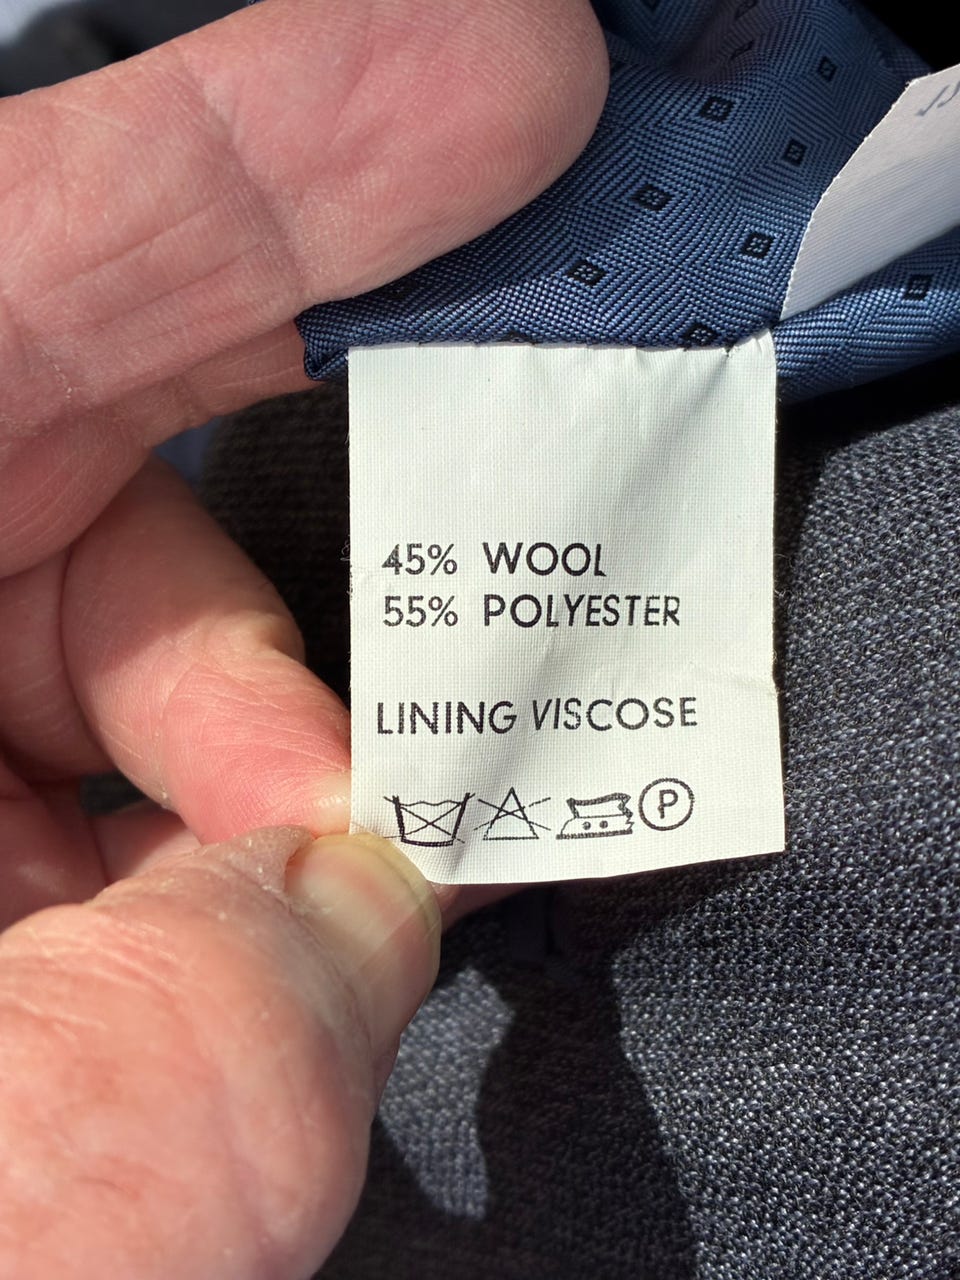 45% WOOL
55% POLYESTER
LINING VISCOSE
P